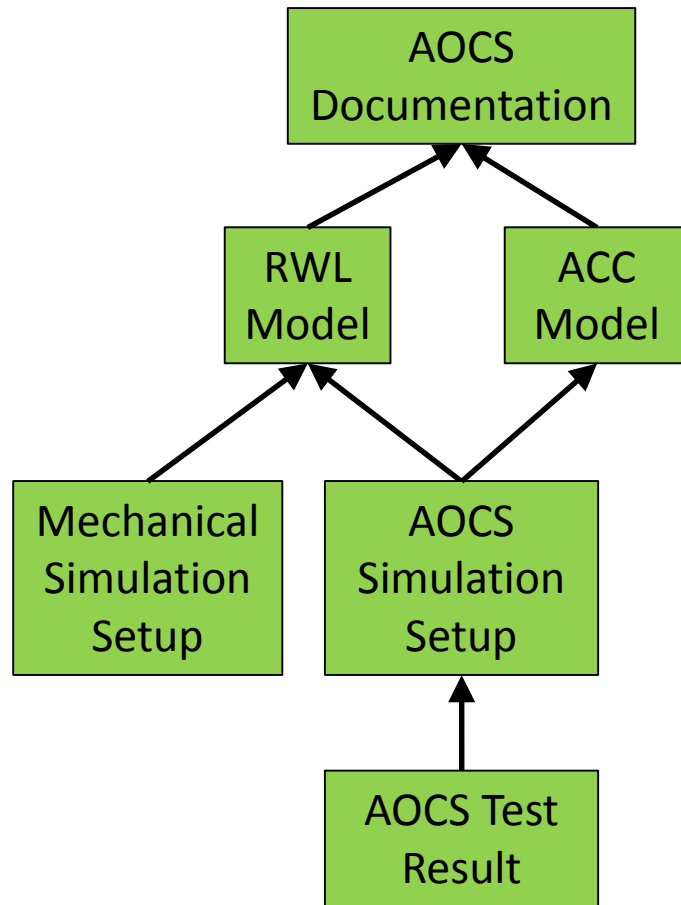 AOCS
Documentation
RWL
Model
ACC
Model
Mechanical
Simulation
Setup
AOCS
Simulation
Setup
AOCS Test
Result